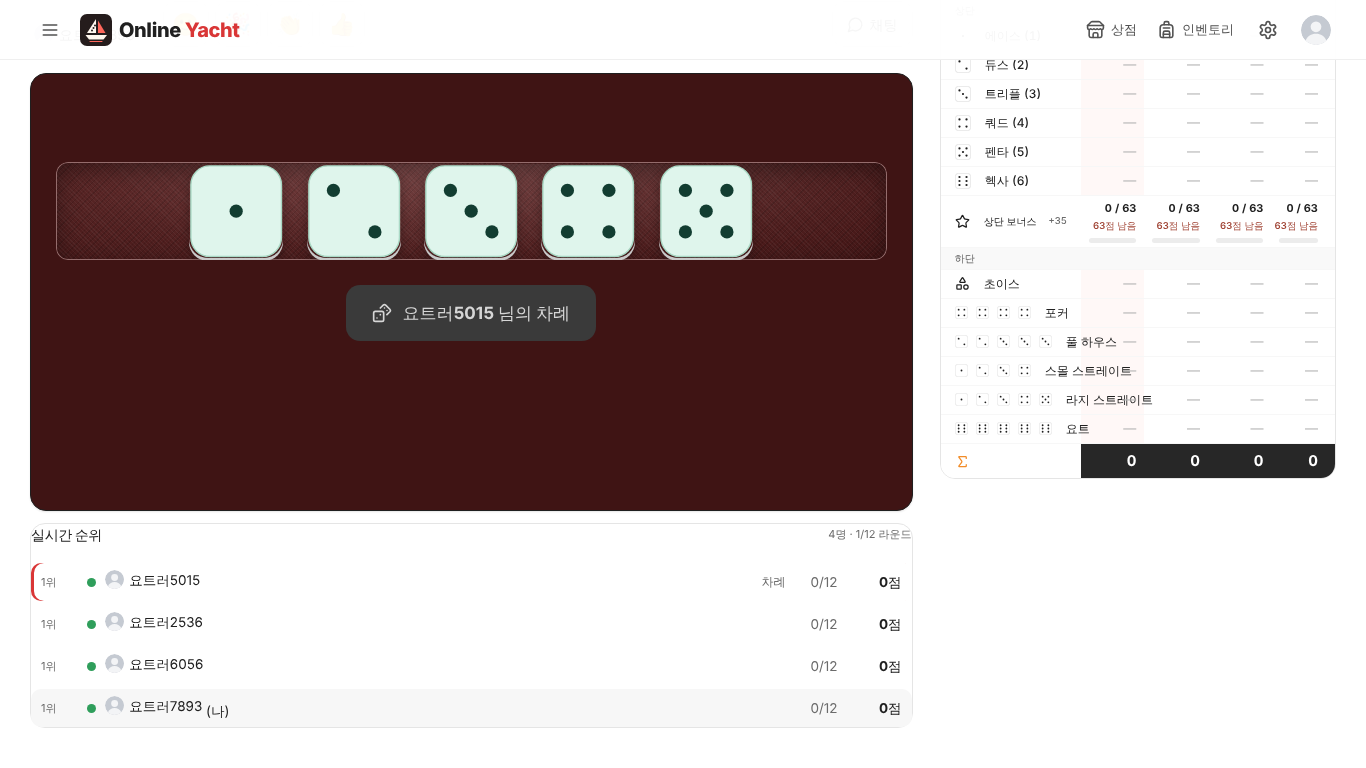 Online Yacht
상점
인벤토리
듀스 (2)
—
—
—
—
트리플 (3)
—
—
—
—
쿼드 (4)
—
—
—
—
펜타 (5)
—
—
—
—
헥사 (6)
—
—
—
—
상단 보너스 +35
0 / 63
0 / 63
0 / 63
0 / 63
63점 남음
63점 남음
63점 남음
63점 남음
하단
초이스
—
—
—
—
포커
—
—
—
—
풀 하우스
—
—
—
—
스몰 스트레이트
—
—
—
—
라지 스트레이트
—
—
—
요트
—
—
—
—
Σ
0
0
0
0
요트러5015 님의 차례
실시간 순위
4명 · 1/12 라운드
1위 요트러5015 차례 0/12 0점
1위 요트러2536 0/12 0점
1위 요트러6056 0/12 0점
1위 요트러7893 (나) 0/12 0점